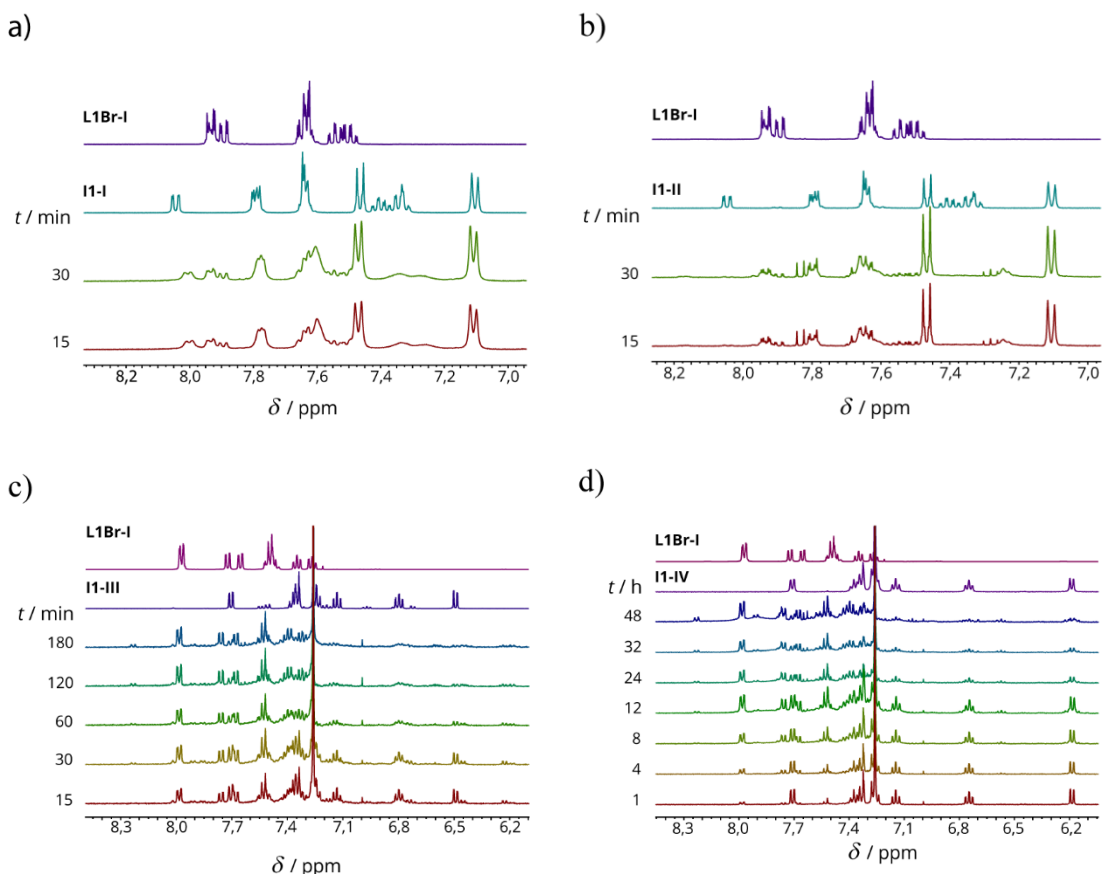 a)
L1Br-I
I1-I
t / min
30
15
8,2 8,0 7,8 7,6 7,4 7,2 7,0
δ / ppm
b)
L1Br-I
I1-II
t / min
30
15
8,2 8,0 7,8 7,6 7,4 7,2 7,0
δ / ppm
c)
L1Br-I
I1-III
t / min
180
120
60
30
15
8,3 8,0 7,7 7,4 7,1 6,8 6,5 6,2
δ / ppm
d)
L1Br-I
I1-IV
t / h
48
32
24
12
8
4
1
8,3 8,0 7,7 7,4 7,1 6,8 6,5 6,2
δ / ppm